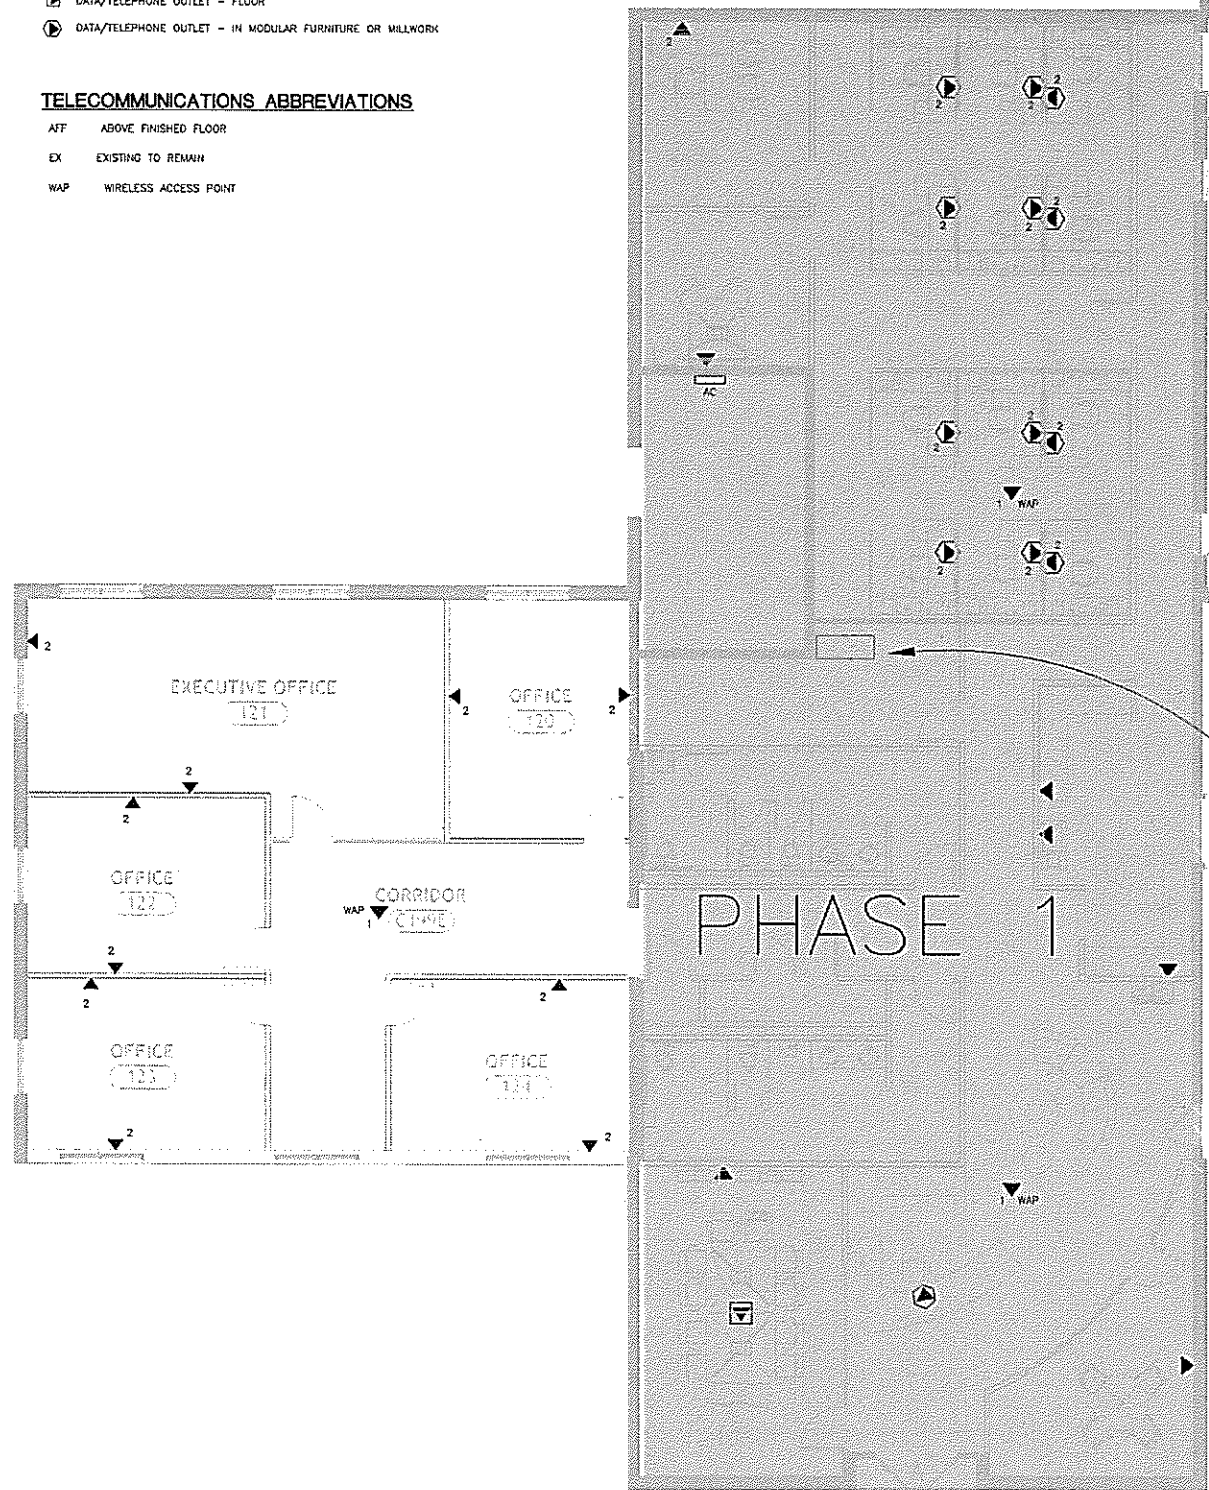 DATA/TELEPHONE OUTLET - FLOOR
DATA/TELEPHONE OUTLET - IN MODULAR FURNITURE OR MILLWORK
TELECOMMUNICATIONS ABBREVIATIONS
AFF ABOVE FINISHED FLOOR
EX EXISTING TO REMAIN
WAP WIRELESS ACCESS POINT
2
2 2 2
2 2 2
AC
2 2 2
1 WAP
2 2 2
2
EXECUTIVE OFFICE
121
2
OFFICE
120
2
2
2
OFFICE
122
CORRIDOR
WAP 1
PHASE 1
2
2
2
OFFICE
123
OFFICE
124
2
2
1 WAP